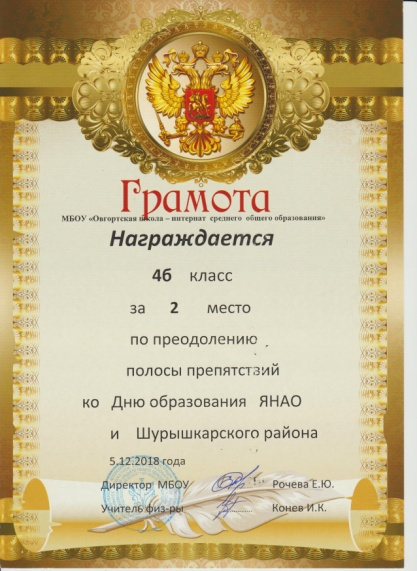 Грамота
МБОУ «Овгортская школа – интернат среднего общего образовании»
Награждается
4б класс
за 2 место
по преодолению
полосы препятствий
ко Дню образования ЯНАО
и Шурышкарского района
5.12.2018 года
Директор МБОУ Рочева Е.Ю.
Учитель физ-ры ............ Конев И.К.